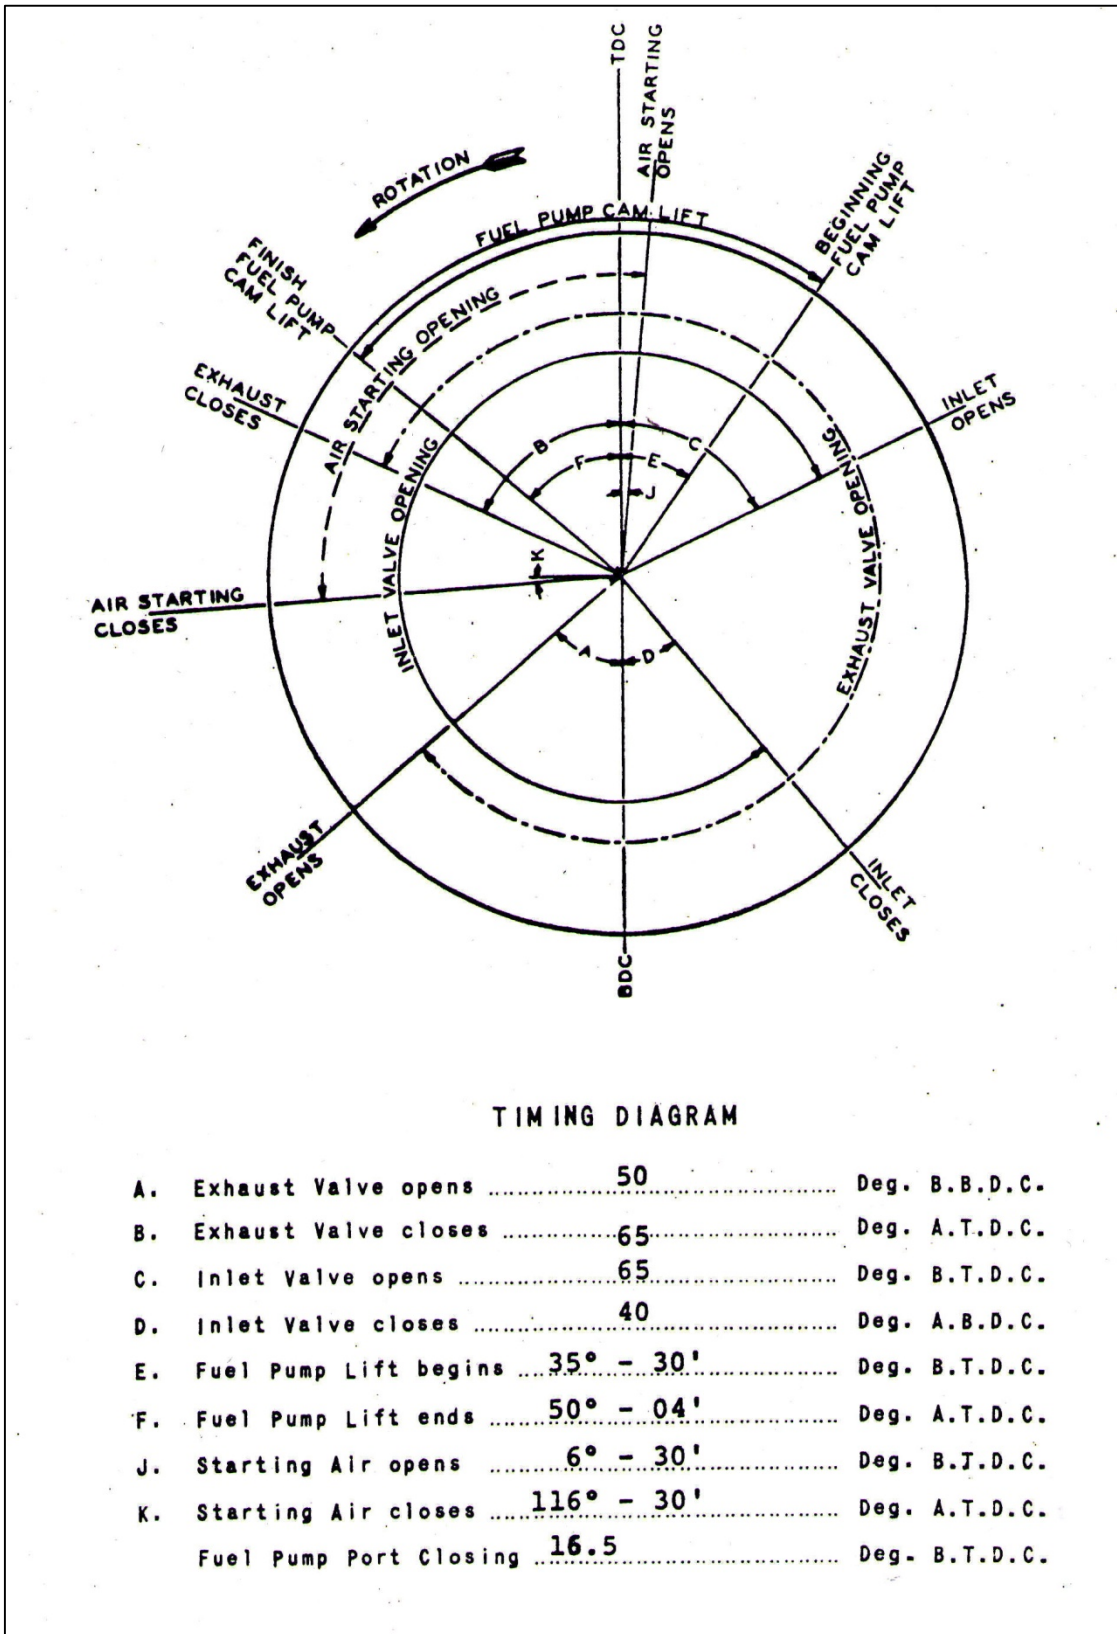 TDC
AIR STARTING
OPENS
ROTATION
FUEL PUMP CAM LIFT
BEGINNING
FUEL PUMP
CAM LIFT
FINISH
FUEL PUMP
CAM LIFT
AIR STARTING OPENING
EXHAUST
CLOSES
INLET
OPENS
B
F
E
C
J
K
INLET VALVE OPENING
EXHAUST VALVE OPENING
AIR STARTING
CLOSES
A
D
EXHAUST
OPENS
INLET
CLOSES
BDC
TIMING DIAGRAM
A. Exhaust Valve opens 50 Deg. B.B.D.C.
B. Exhaust Valve closes 65 Deg. A.T.D.C.
C. Inlet Valve opens 65 Deg. B.T.D.C.
D. Inlet Valve closes 40 Deg. A.B.D.C.
E. Fuel Pump Lift begins 35° - 30' Deg. B.T.D.C.
F. Fuel Pump Lift ends 50° - 04' Deg. A.T.D.C.
J. Starting Air opens 6° - 30' Deg. B.T.D.C.
K. Starting Air closes 116° - 30' Deg. A.T.D.C.
Fuel Pump Port Closing 16.5 Deg. B.T.D.C.